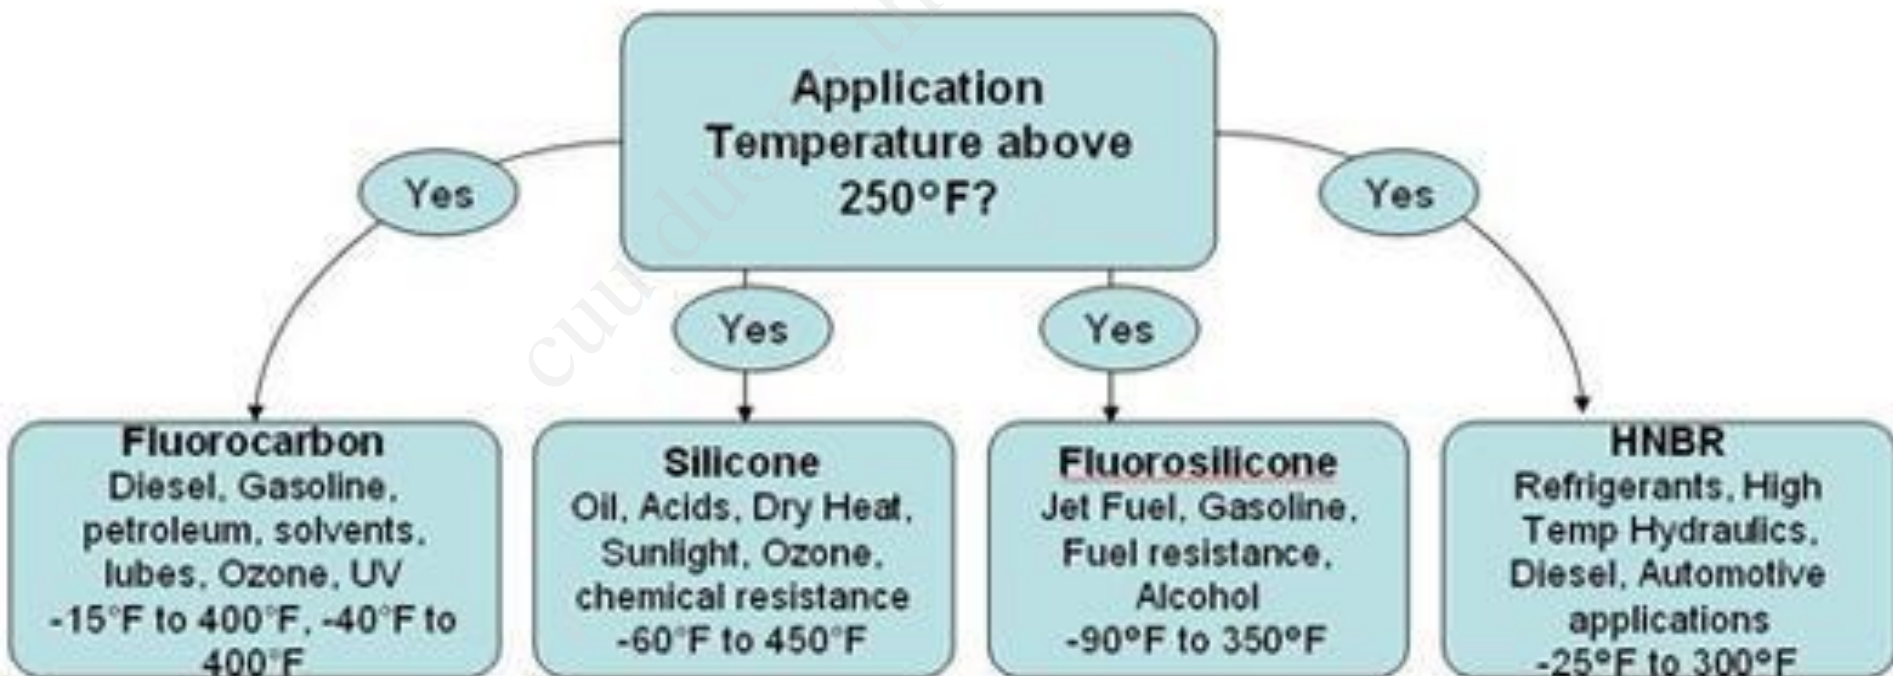 Application
Temperature above
250°F?
Yes
Yes
Yes
Yes
Fluorocarbon
Diesel, Gasoline,
petroleum, solvents,
lubes, Ozone, UV
-15°F to 400°F, -40°F to
400°F
Silicone
Oil, Acids, Dry Heat,
Sunlight, Ozone,
chemical resistance
-60°F to 450°F
Fluorosilicone
Jet Fuel, Gasoline,
Fuel resistance,
Alcohol
-90°F to 350°F
HNBR
Refrigerants, High
Temp Hydraulics,
Diesel, Automotive
applications
-25°F to 300°F
cuu duong